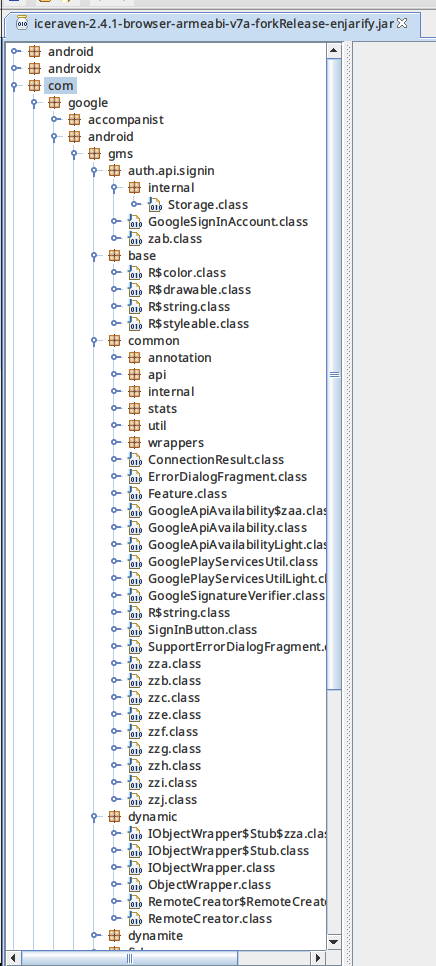 iceraven-2.4.1-browser-armeabi-v7a-forkRelease-enjarify.jar
android
androidx
com
google
accompanist
android
gms
auth.api.signin
internal
Storage.class
GoogleSignInAccount.class
zab.class
base
R$color.class
R$drawable.class
R$string.class
R$styleable.class
common
annotation
api
internal
stats
util
wrappers
ConnectionResult.class
ErrorDialogFragment.class
Feature.class
GoogleApiAvailability$zaa.clas
GoogleApiAvailability.class
GoogleApiAvailabilityLight.clas
GooglePlayServicesUtil.class
GooglePlayServicesUtilLight.cl
GoogleSignatureVerifier.class
R$string.class
SignInButton.class
SupportErrorDialogFragment.c
zza.class
zzb.class
zzc.class
zze.class
zzf.class
zzg.class
zzh.class
zzi.class
zzj.class
dynamic
IObjectWrapper$Stub$zza.clas
IObjectWrapper$Stub.class
IObjectWrapper.class
ObjectWrapper.class
RemoteCreator$RemoteCreat
RemoteCreator.class
dynamite